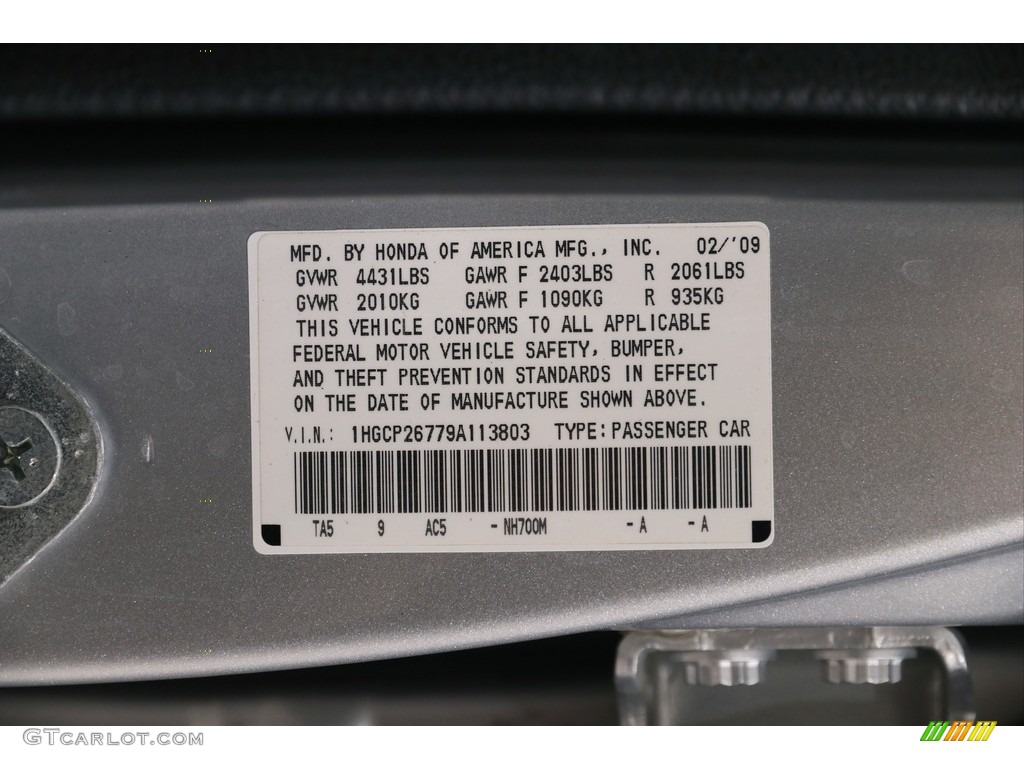 MFD. BY HONDA OF AMERICA MFG., INC. 02/'09
GVWR 4431LBS GAWR F 2403LBS R 2061LBS
GVWR 2010KG GAWR F 1090KG R 935KG
THIS VEHICLE CONFORMS TO ALL APPLICABLE
FEDERAL MOTOR VEHICLE SAFETY, BUMPER,
AND THEFT PREVENTION STANDARDS IN EFFECT
ON THE DATE OF MANUFACTURE SHOWN ABOVE.
V.I.N.: 1HGCP26779A113803 TYPE: PASSENGER CAR
TA5 9 AC5 -NH700M -A -A
GTCarLot.com